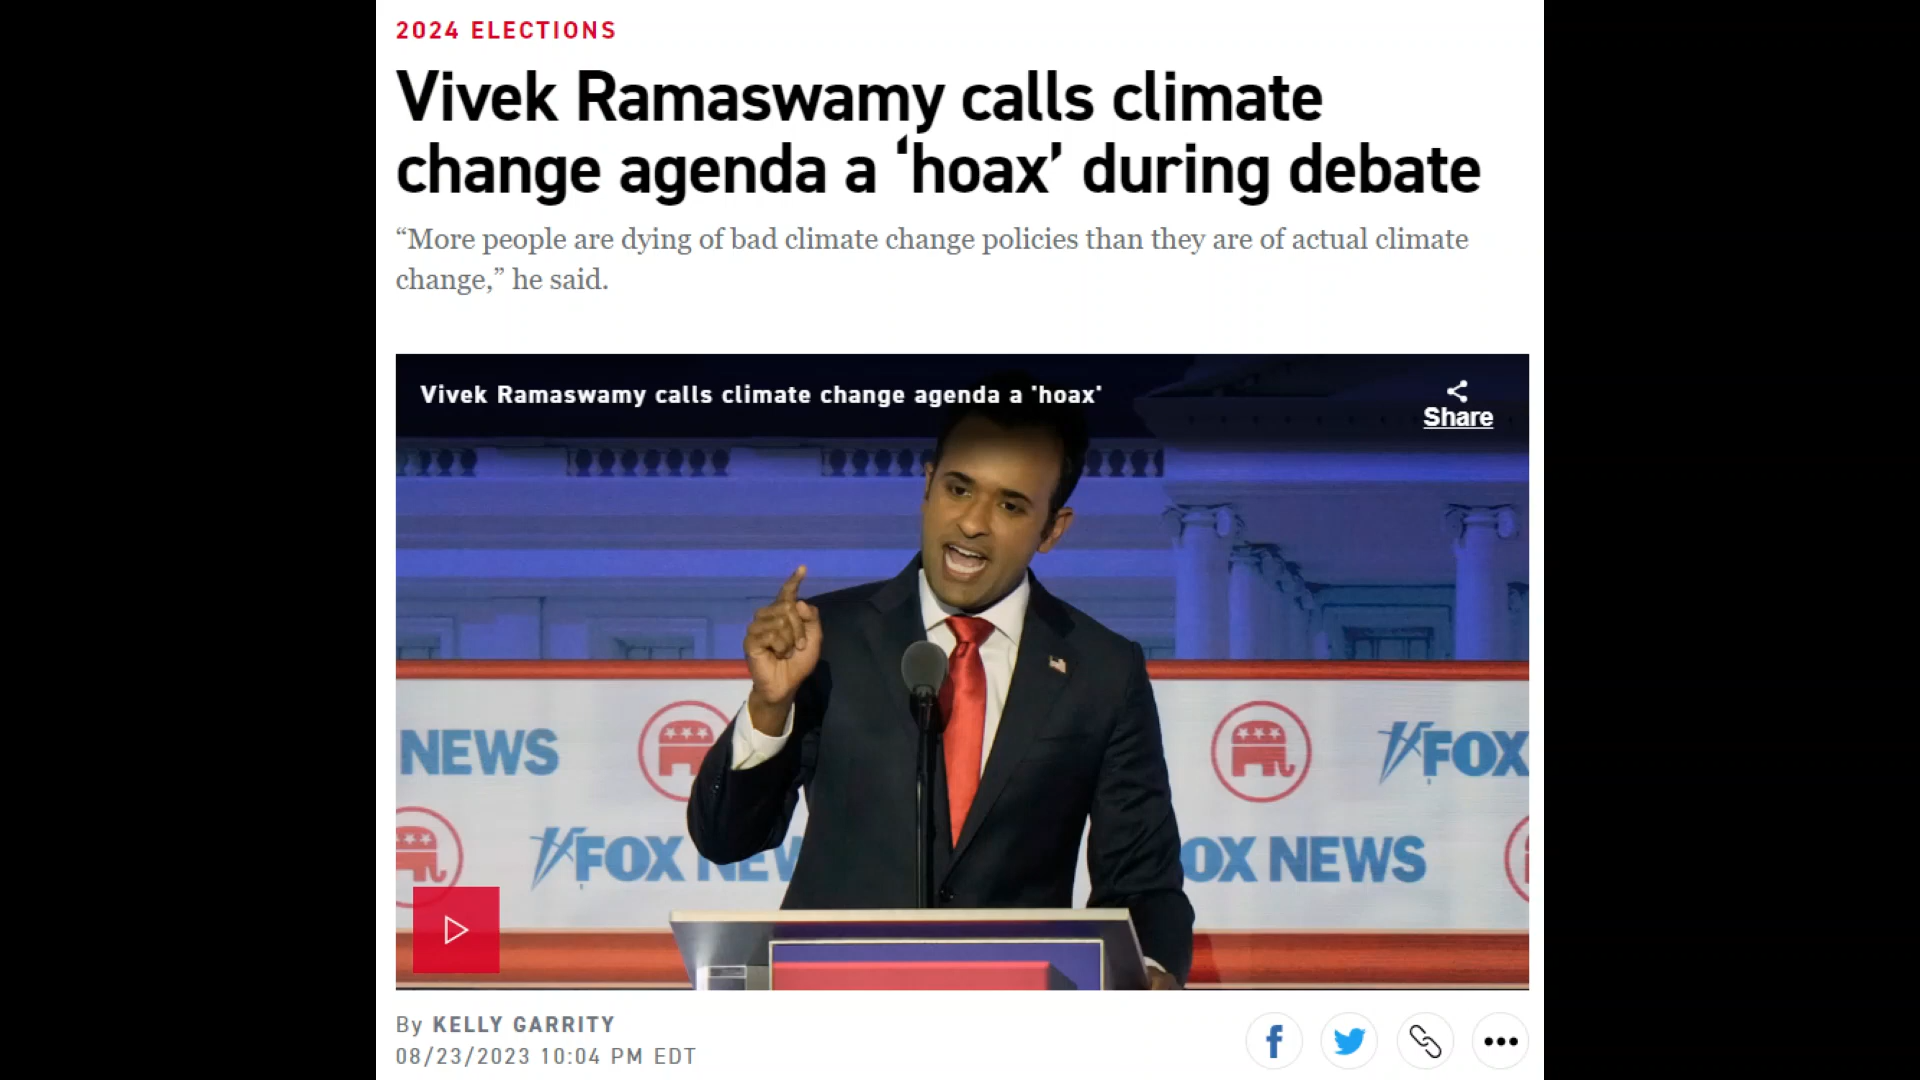 2024 ELECTIONS
Vivek Ramaswamy calls climate
change agenda a ‘hoax’ during debate
“More people are dying of bad climate change policies than they are of actual climate
change,” he said.
Vivek Ramaswamy calls climate change agenda a 'hoax'
Share
NEWS
FOX
FOX NEW
OX NEWS
By KELLY GARRITY
08/23/2023 10:04 PM EDT